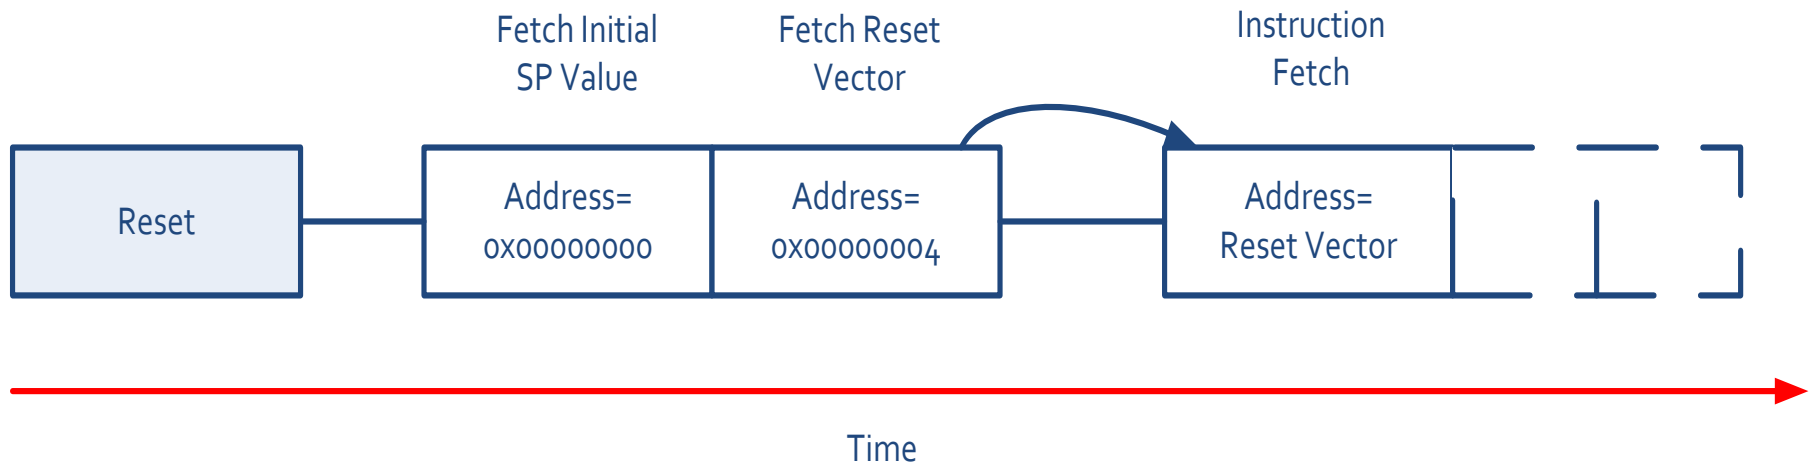 Fetch Initial
SP Value
Fetch Reset
Vector
Instruction
Fetch
Reset
Address=
0x00000000
Address=
0x00000004
Address=
Reset Vector
Time